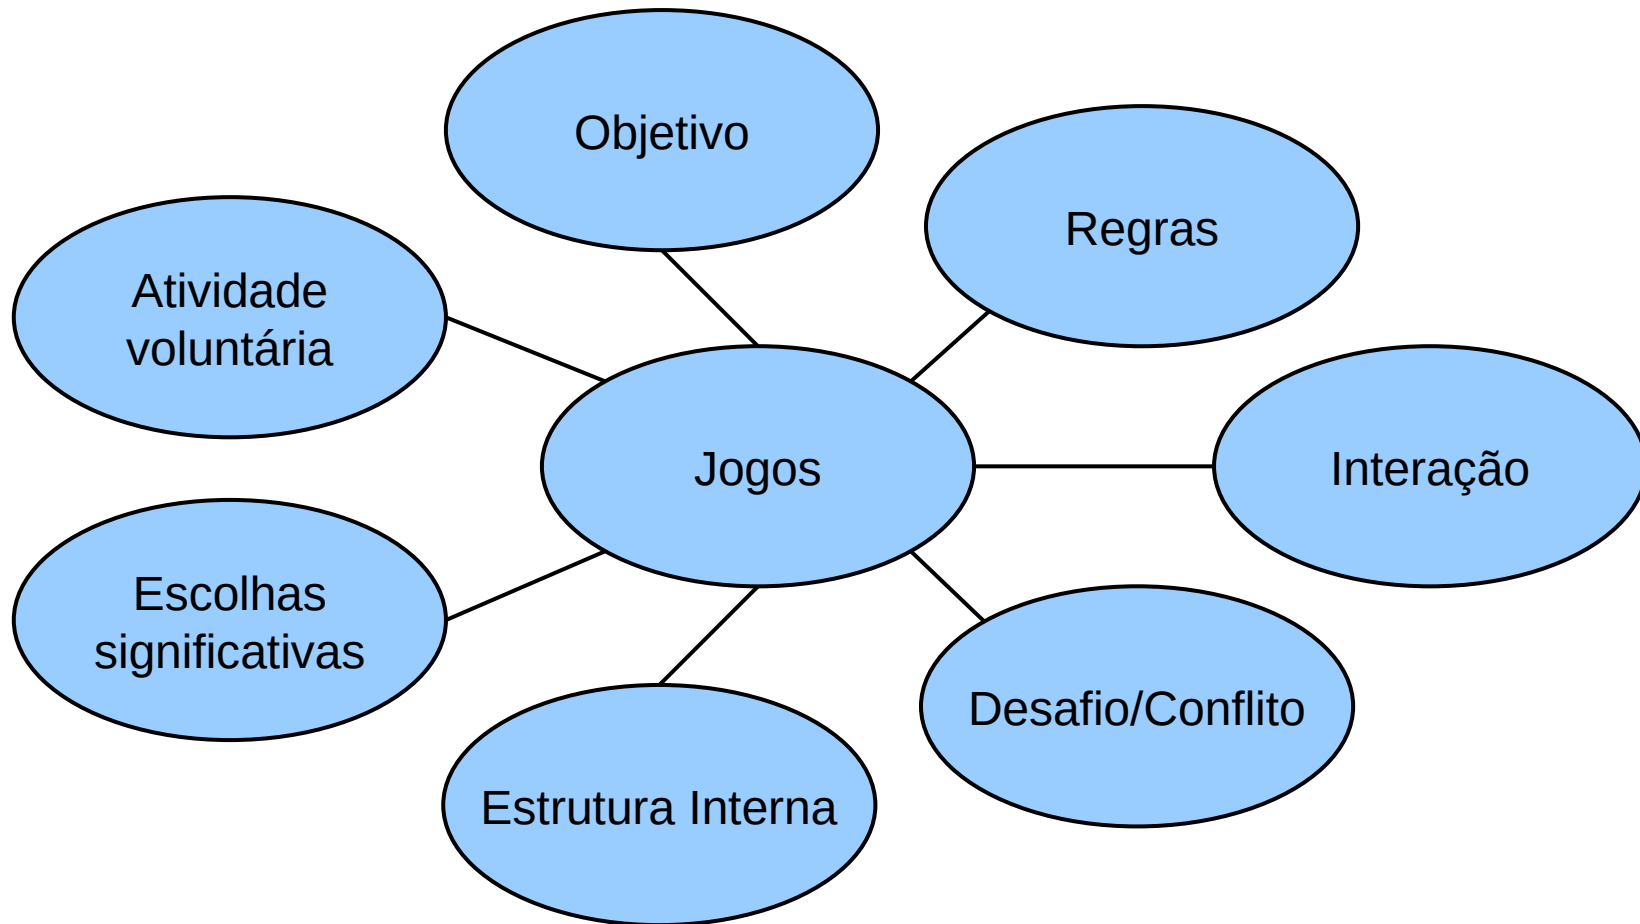 Objetivo
Regras
Atividade
voluntária
Jogos
Interação
Escolhas
significativas
Desafio/Conflito
Estrutura Interna